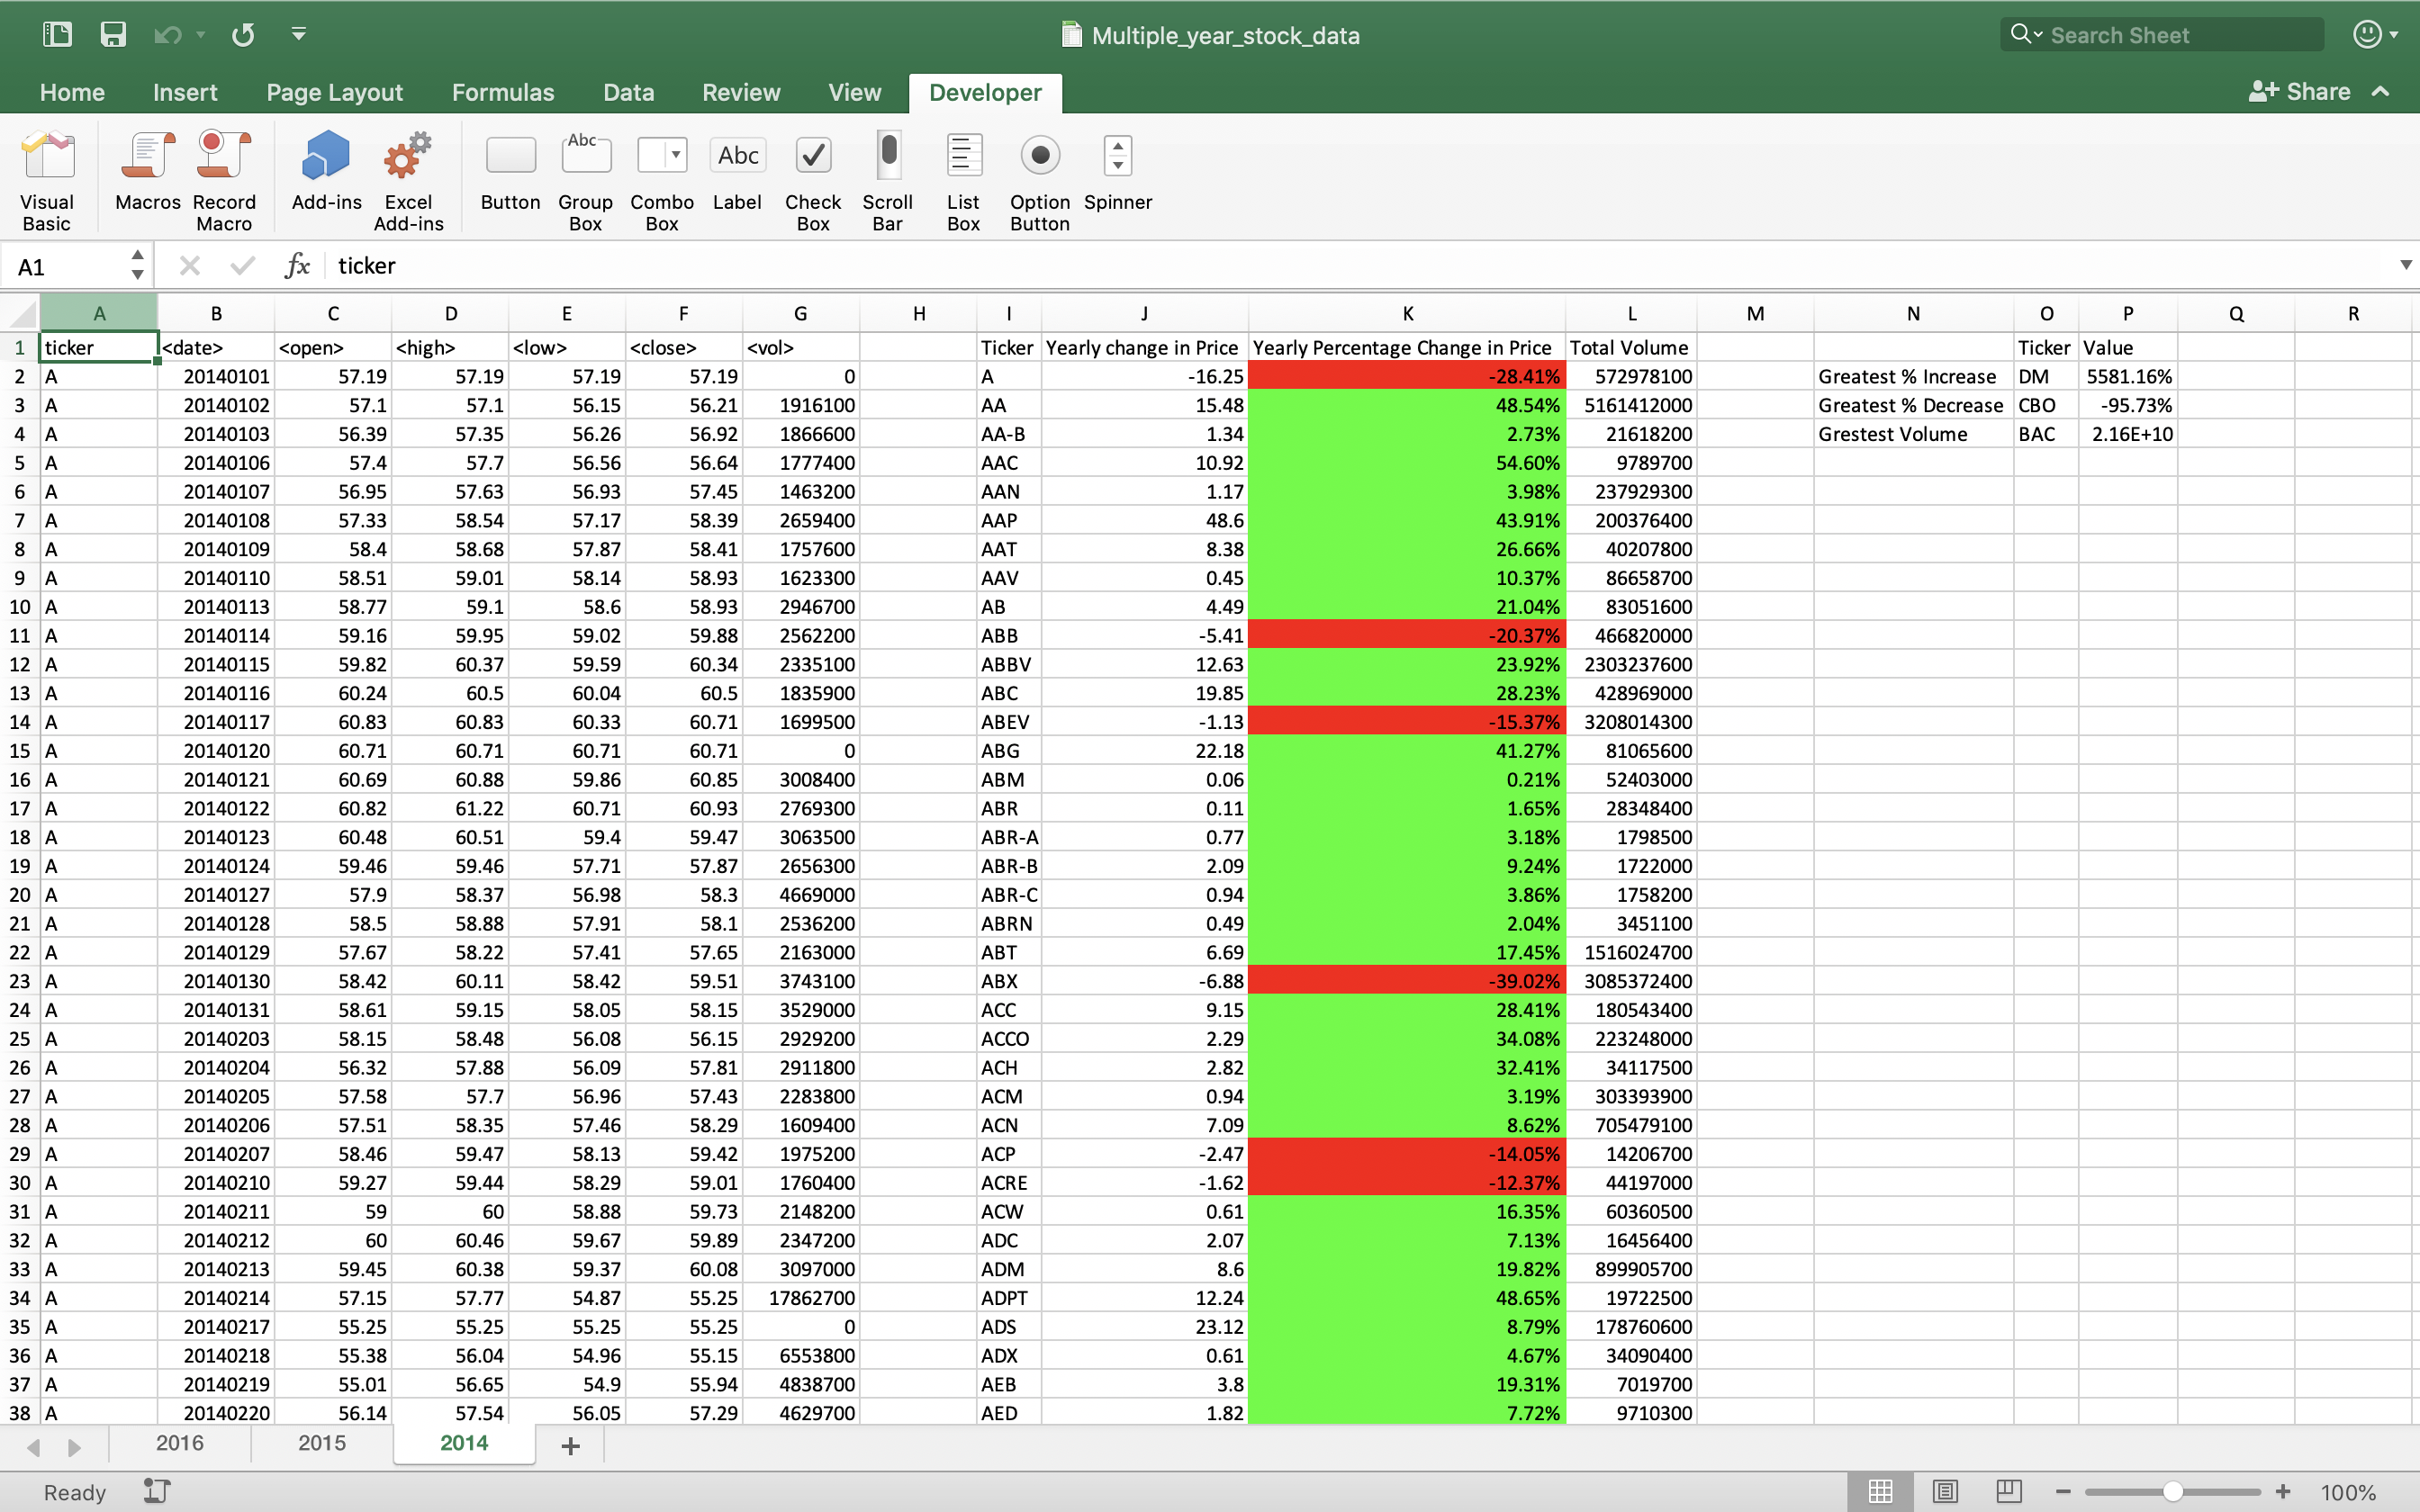 Multiple_year_stock_data
Search Sheet
Home Insert Page Layout Formulas Data Review View Developer Share
Abc Abc
Visual Basic Macros Record Macro Add-ins Excel Add-ins Button Group Box Combo Box Label Check Box Scroll Bar List Box Option Button Spinner
A1 fx ticker
A B C D E F G H I J K L M N O P Q R
1 ticker <date> <open> <high> <low> <close> <vol> Ticker Yearly change in Price Yearly Percentage Change in Price Total Volume Ticker Value
2 A 20140101 57.19 57.19 57.19 57.19 0 A -16.25 -28.41% 572978100 Greatest % Increase DM 5581.16%
3 A 20140102 57.1 57.1 56.15 56.21 1916100 AA 15.48 48.54% 5161412000 Greatest % Decrease CBO -95.73%
4 A 20140103 56.39 57.35 56.26 56.92 1866600 AA-B 1.34 2.73% 21618200 Grestest Volume BAC 2.16E+10
5 A 20140106 57.4 57.7 56.56 56.64 1777400 AAC 10.92 54.60% 9789700
6 A 20140107 56.95 57.63 56.93 57.45 1463200 AAN 1.17 3.98% 237929300
7 A 20140108 57.33 58.54 57.17 58.39 2659400 AAP 48.6 43.91% 200376400
8 A 20140109 58.4 58.68 57.87 58.41 1757600 AAT 8.38 26.66% 40207800
9 A 20140110 58.51 59.01 58.14 58.93 1623300 AAV 0.45 10.37% 86658700
10 A 20140113 58.77 59.1 58.6 58.93 2946700 AB 4.49 21.04% 83051600
11 A 20140114 59.16 59.95 59.02 59.88 2562200 ABB -5.41 -20.37% 466820000
12 A 20140115 59.82 60.37 59.59 60.34 2335100 ABBV 12.63 23.92% 2303237600
13 A 20140116 60.24 60.5 60.04 60.5 1835900 ABC 19.85 28.23% 428969000
14 A 20140117 60.83 60.83 60.33 60.71 1699500 ABEV -1.13 -15.37% 3208014300
15 A 20140120 60.71 60.71 60.71 60.71 0 ABG 22.18 41.27% 81065600
16 A 20140121 60.69 60.88 59.86 60.85 3008400 ABM 0.06 0.21% 52403000
17 A 20140122 60.82 61.22 60.71 60.93 2769300 ABR 0.11 1.65% 28348400
18 A 20140123 60.48 60.51 59.4 59.47 3063500 ABR-A 0.77 3.18% 1798500
19 A 20140124 59.46 59.46 57.71 57.87 2656300 ABR-B 2.09 9.24% 1722000
20 A 20140127 57.9 58.37 56.98 58.3 4669000 ABR-C 0.94 3.86% 1758200
21 A 20140128 58.5 58.88 57.91 58.1 2536200 ABRN 0.49 2.04% 3451100
22 A 20140129 57.67 58.22 57.41 57.65 2163000 ABT 6.69 17.45% 1516024700
23 A 20140130 58.42 60.11 58.42 59.51 3743100 ABX -6.88 -39.02% 3085372400
24 A 20140131 58.61 59.15 58.05 58.15 3529000 ACC 9.15 28.41% 180543400
25 A 20140203 58.15 58.48 56.08 56.15 2929200 ACCO 2.29 34.08% 223248000
26 A 20140204 56.32 57.88 56.09 57.81 2911800 ACH 2.82 32.41% 34117500
27 A 20140205 57.58 57.7 56.96 57.43 2283800 ACM 0.94 3.19% 303393900
28 A 20140206 57.51 58.35 57.46 58.29 1609400 ACN 7.09 8.62% 705479100
29 A 20140207 58.46 59.47 58.13 59.42 1975200 ACP -2.47 -14.05% 14206700
30 A 20140210 59.27 59.44 58.29 59.01 1760400 ACRE -1.62 -12.37% 44197000
31 A 20140211 59 60 58.88 59.73 2148200 ACW 0.61 16.35% 60360500
32 A 20140212 60 60.46 59.67 59.89 2347200 ADC 2.07 7.13% 16456400
33 A 20140213 59.45 60.38 59.37 60.08 3097000 ADM 8.6 19.82% 899905700
34 A 20140214 57.15 57.77 54.87 55.25 17862700 ADPT 12.24 48.65% 19722500
35 A 20140217 55.25 55.25 55.25 55.25 0 ADS 23.12 8.79% 178760600
36 A 20140218 55.38 56.04 54.96 55.15 6553800 ADX 0.61 4.67% 34090400
37 A 20140219 55.01 56.65 54.9 55.94 4838700 AEB 3.8 19.31% 7019700
38 A 20140220 56.14 57.54 56.05 57.29 4629700 AED 1.82 7.72% 9710300
2016 2015 2014
Ready 100%